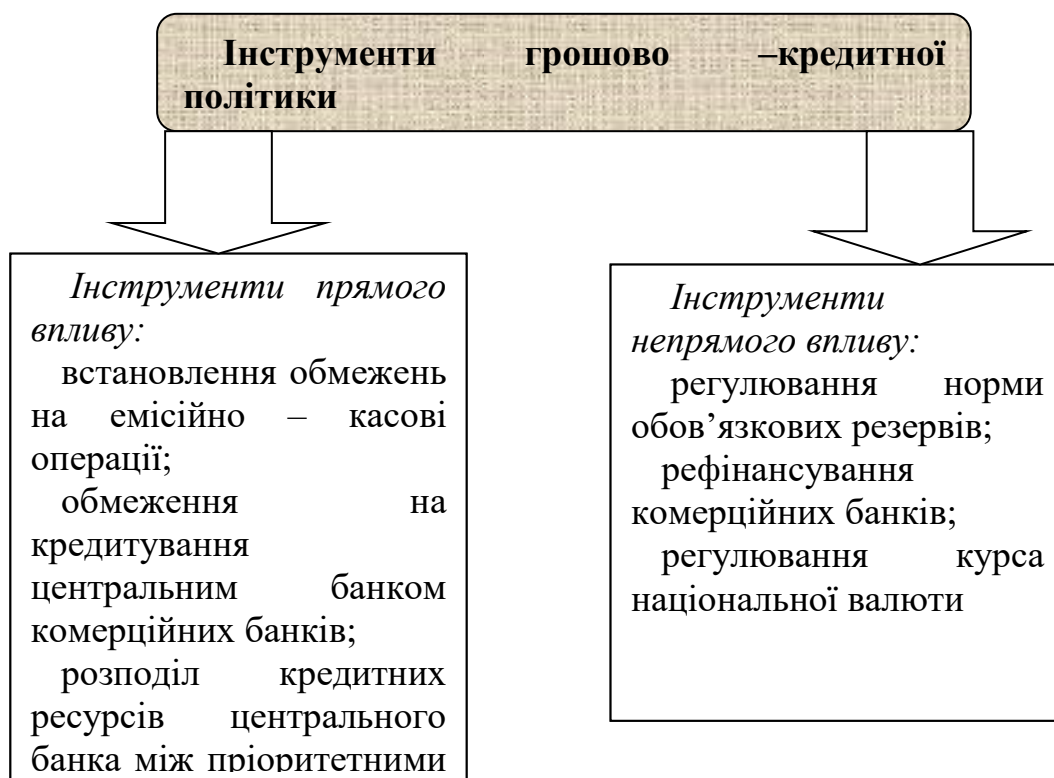 Інструменти грошово –кредитної
політики
Інструменти прямого
впливу:
встановлення обмежень
на емісійно – касові
операції;
обмеження на
кредитування
центральним банком
комерційних банків;
розподіл кредитних
ресурсів центрального
банка між пріоритетними
Інструменти
непрямого впливу:
регулювання норми
обов’язкових резервів;
рефінансування
комерційних банків;
регулювання курса
національної валюти